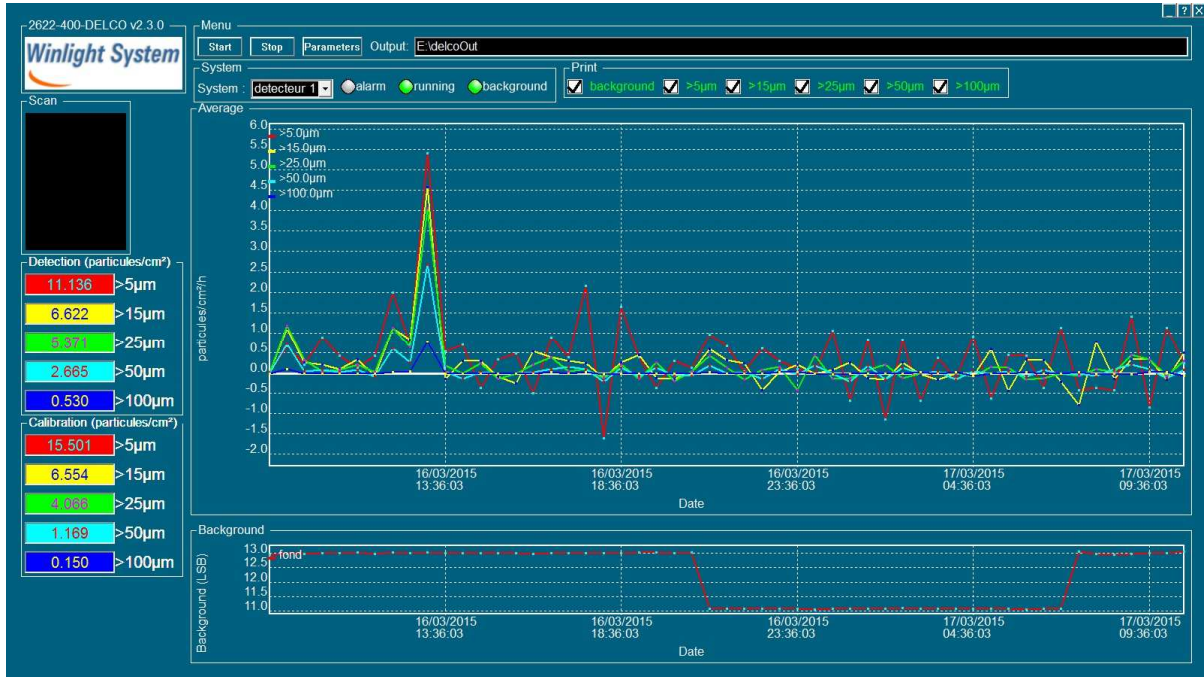 2622-400-DELCO v2.3.0
Winlight System
Menu
Start Stop Parameters Output: E:\delcoOut
System
System : detecteur 1 alarm running background
Print
background >5µm >15µm >25µm >50µm >100µm
Scan
Detection (particules/cm²)
11.136 >5µm
6.622 >15µm
5.371 >25µm
2.665 >50µm
0.530 >100µm
Calibration (particules/cm²)
15.501 >5µm
6.554 >15µm
4.066 >25µm
1.169 >50µm
0.150 >100µm
Average
particules/cm²/h
6.0
5.5
5.0
4.5
4.0
3.5
3.0
2.5
2.0
1.5
1.0
0.5
0.0
-0.5
-1.0
-1.5
-2.0
>5.0µm
>15.0µm
>25.0µm
>50.0µm
>100.0µm
16/03/2015 16/03/2015 16/03/2015 17/03/2015 17/03/2015
13:36:03 18:36:03 23:36:03 04:36:03 09:36:03
Date
Background
Background (LSB)
13.0
12.5
12.0
11.5
11.0
fond
16/03/2015 16/03/2015 16/03/2015 17/03/2015 17/03/2015
13:36:03 18:36:03 23:36:03 04:36:03 09:36:03
Date